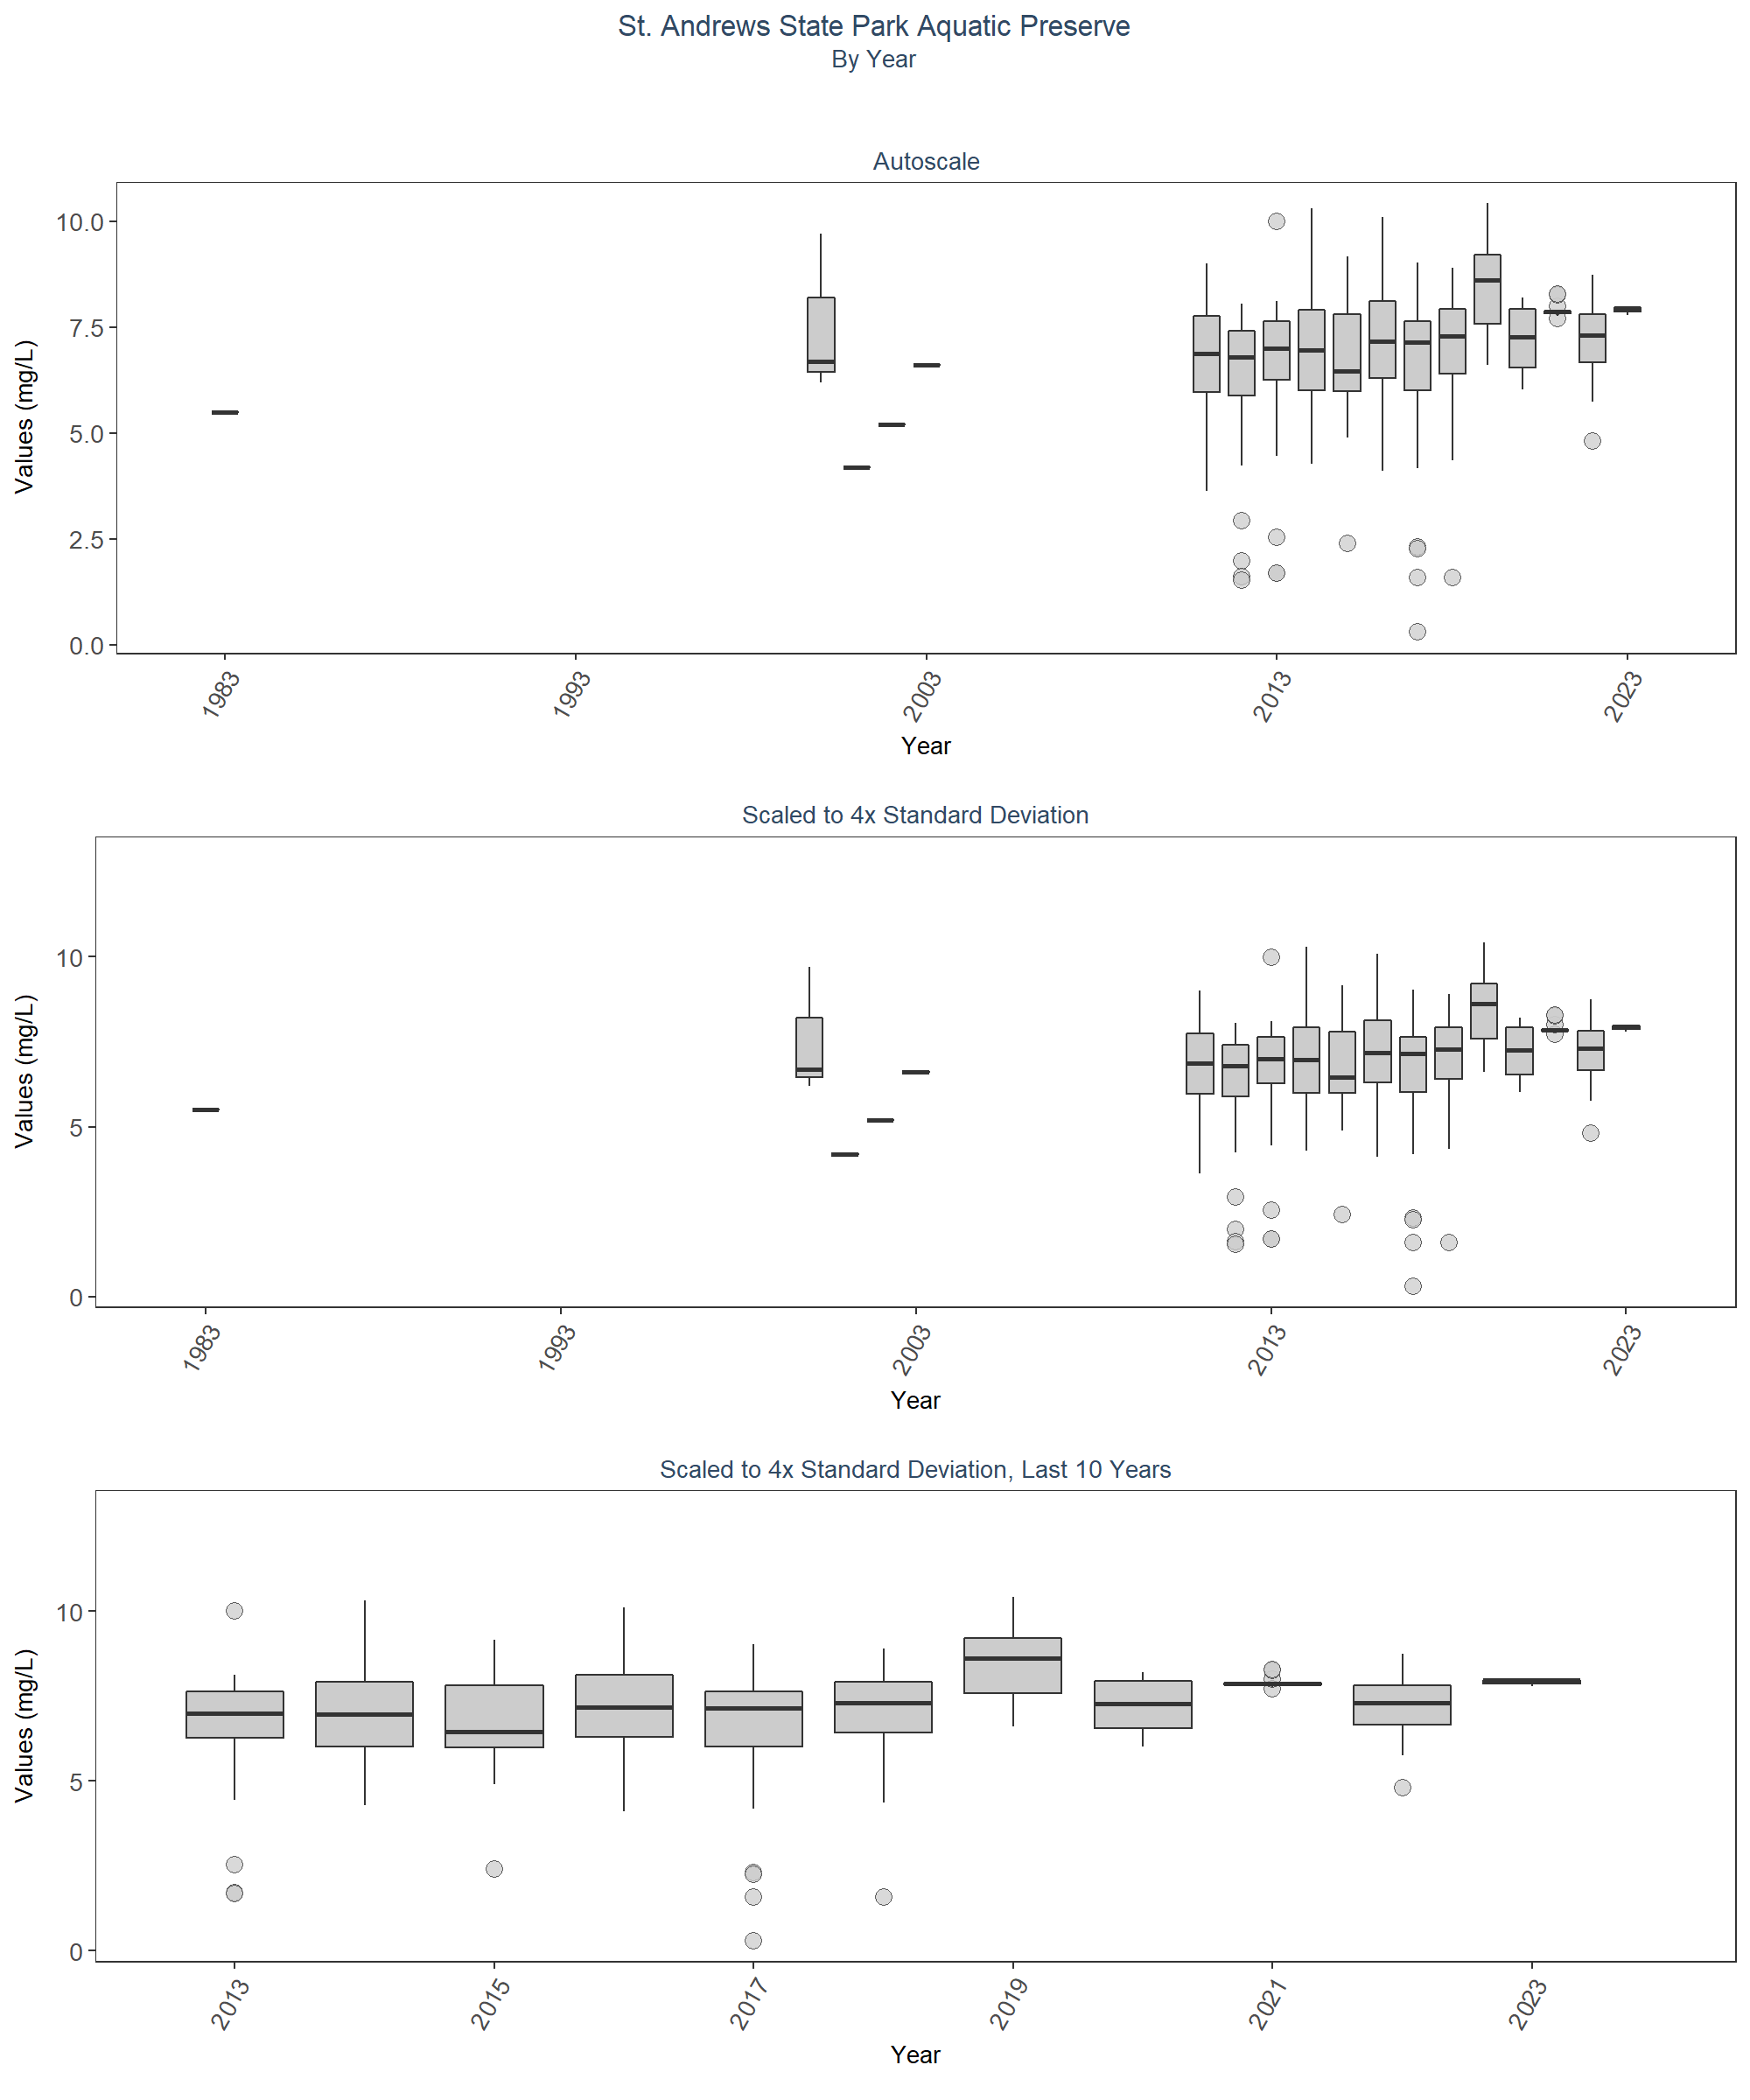 St. Andrews State Park Aquatic Preserve
By Year
Autoscale
Values (mg/L)
10.0
7.5
5.0
2.5
0.0
1983
1993
2003
2013
2023
Year
Scaled to 4x Standard Deviation
Values (mg/L)
10
5
0
1983
1993
2003
2013
2023
Year
Scaled to 4x Standard Deviation, Last 10 Years
Values (mg/L)
10
5
0
2013
2015
2017
2019
2021
2023
Year